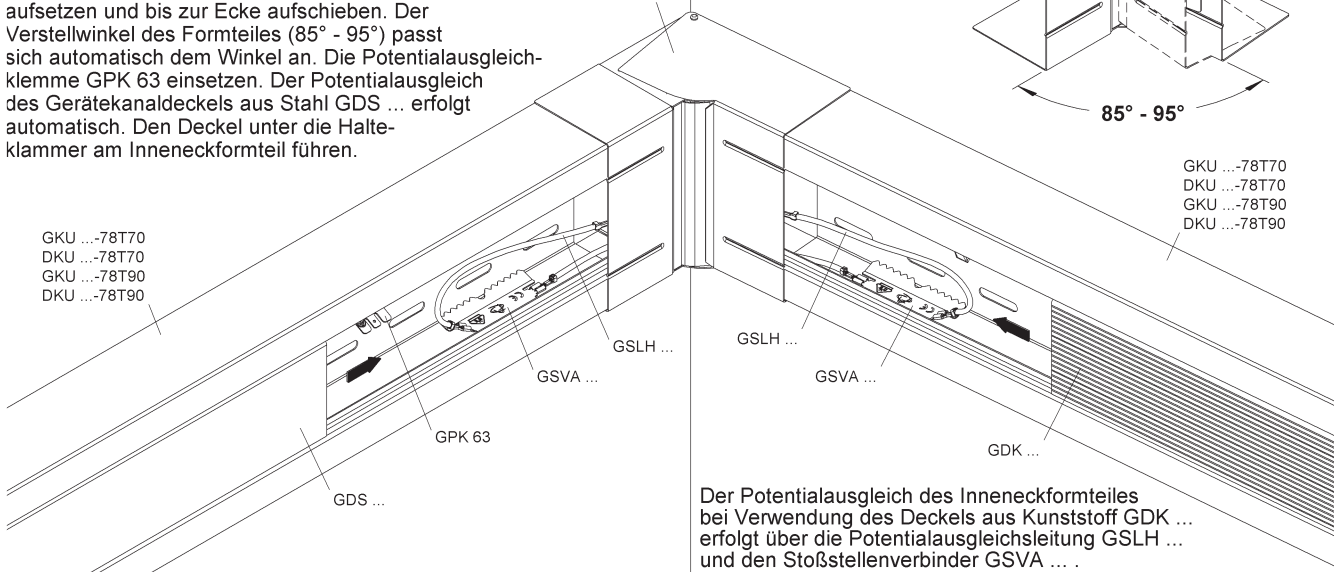 aufsetzen und bis zur Ecke aufschieben. Der
Verstellwinkel des Formteiles (85° - 95°) passt
sich automatisch dem Winkel an. Die Potentialausgleich-
klemme GPK 63 einsetzen. Der Potentialausgleich
des Gerätekanaldeckels aus Stahl GDS ... erfolgt
automatisch. Den Deckel unter die Halte-
klammer am Inneneckformteil führen.
85° - 95°
GKU ...-78T70
DKU ...-78T70
GKU ...-78T90
DKU ...-78T90
GKU ...-78T70
DKU ...-78T70
GKU ...-78T90
DKU ...-78T90
GSLH ...
GSVA ...
GPK 63
GDS ...
GSLH ...
GSVA ...
GDK ...
Der Potentialausgleich des Inneneckformteiles
bei Verwendung des Deckels aus Kunststoff GDK ...
erfolgt über die Potentialausgleichsleitung GSLH ...
und den Stoßstellenverbinder GSVA ... .